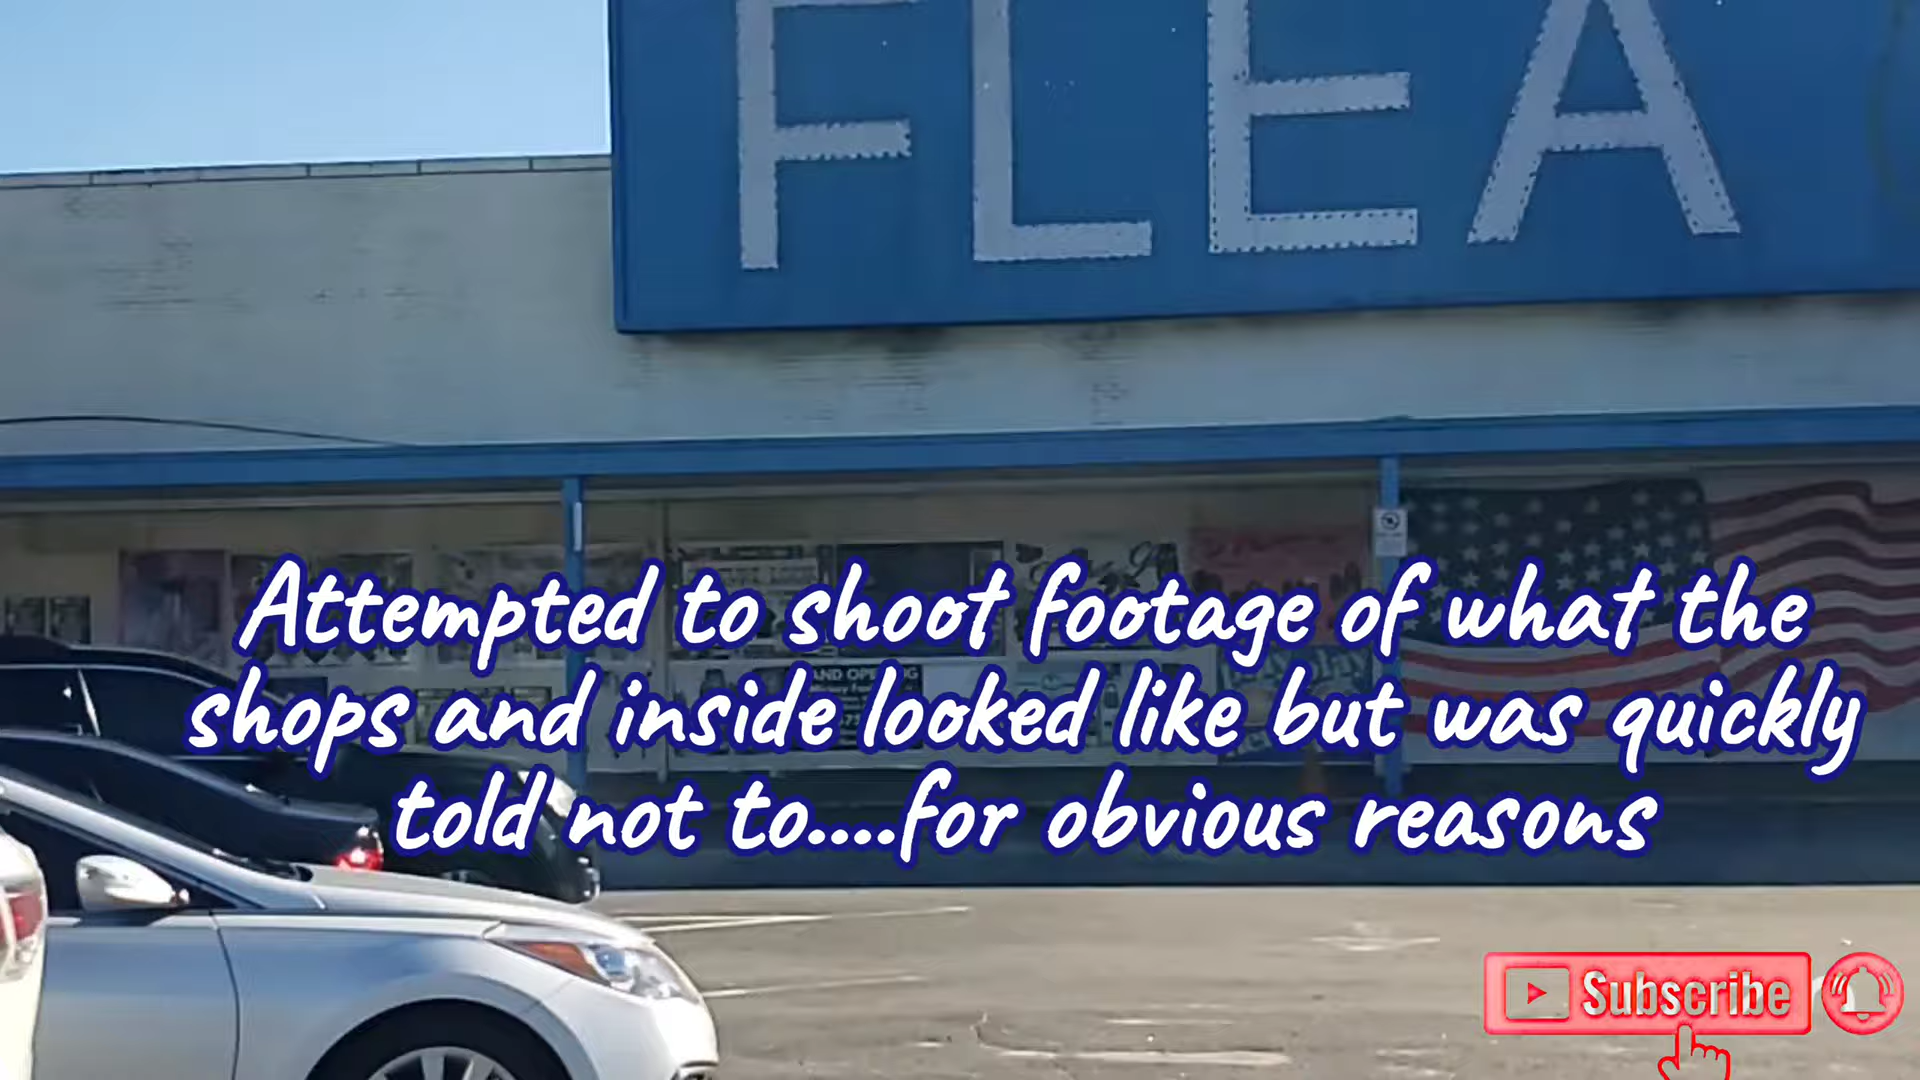 FLEA
Attempted to shoot footage of what the
shops and inside looked like but was quickly
told not to....for obvious reasons
Subscribe